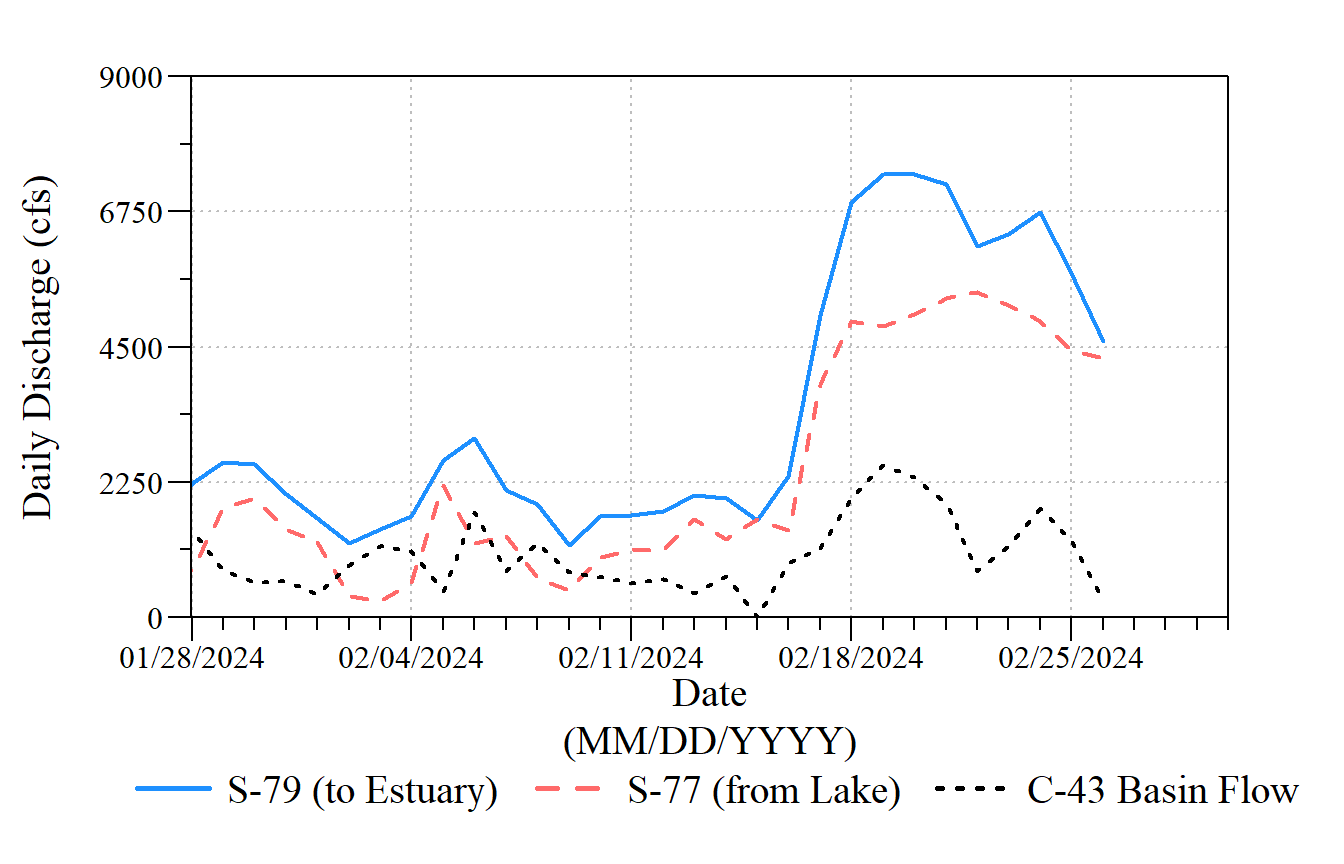 9000
6750
4500
2250
0
Daily Discharge (cfs)
01/28/2024 02/04/2024 02/11/2024 02/18/2024 02/25/2024
Date
(MM/DD/YYYY)
S-79 (to Estuary) S-77 (from Lake) C-43 Basin Flow